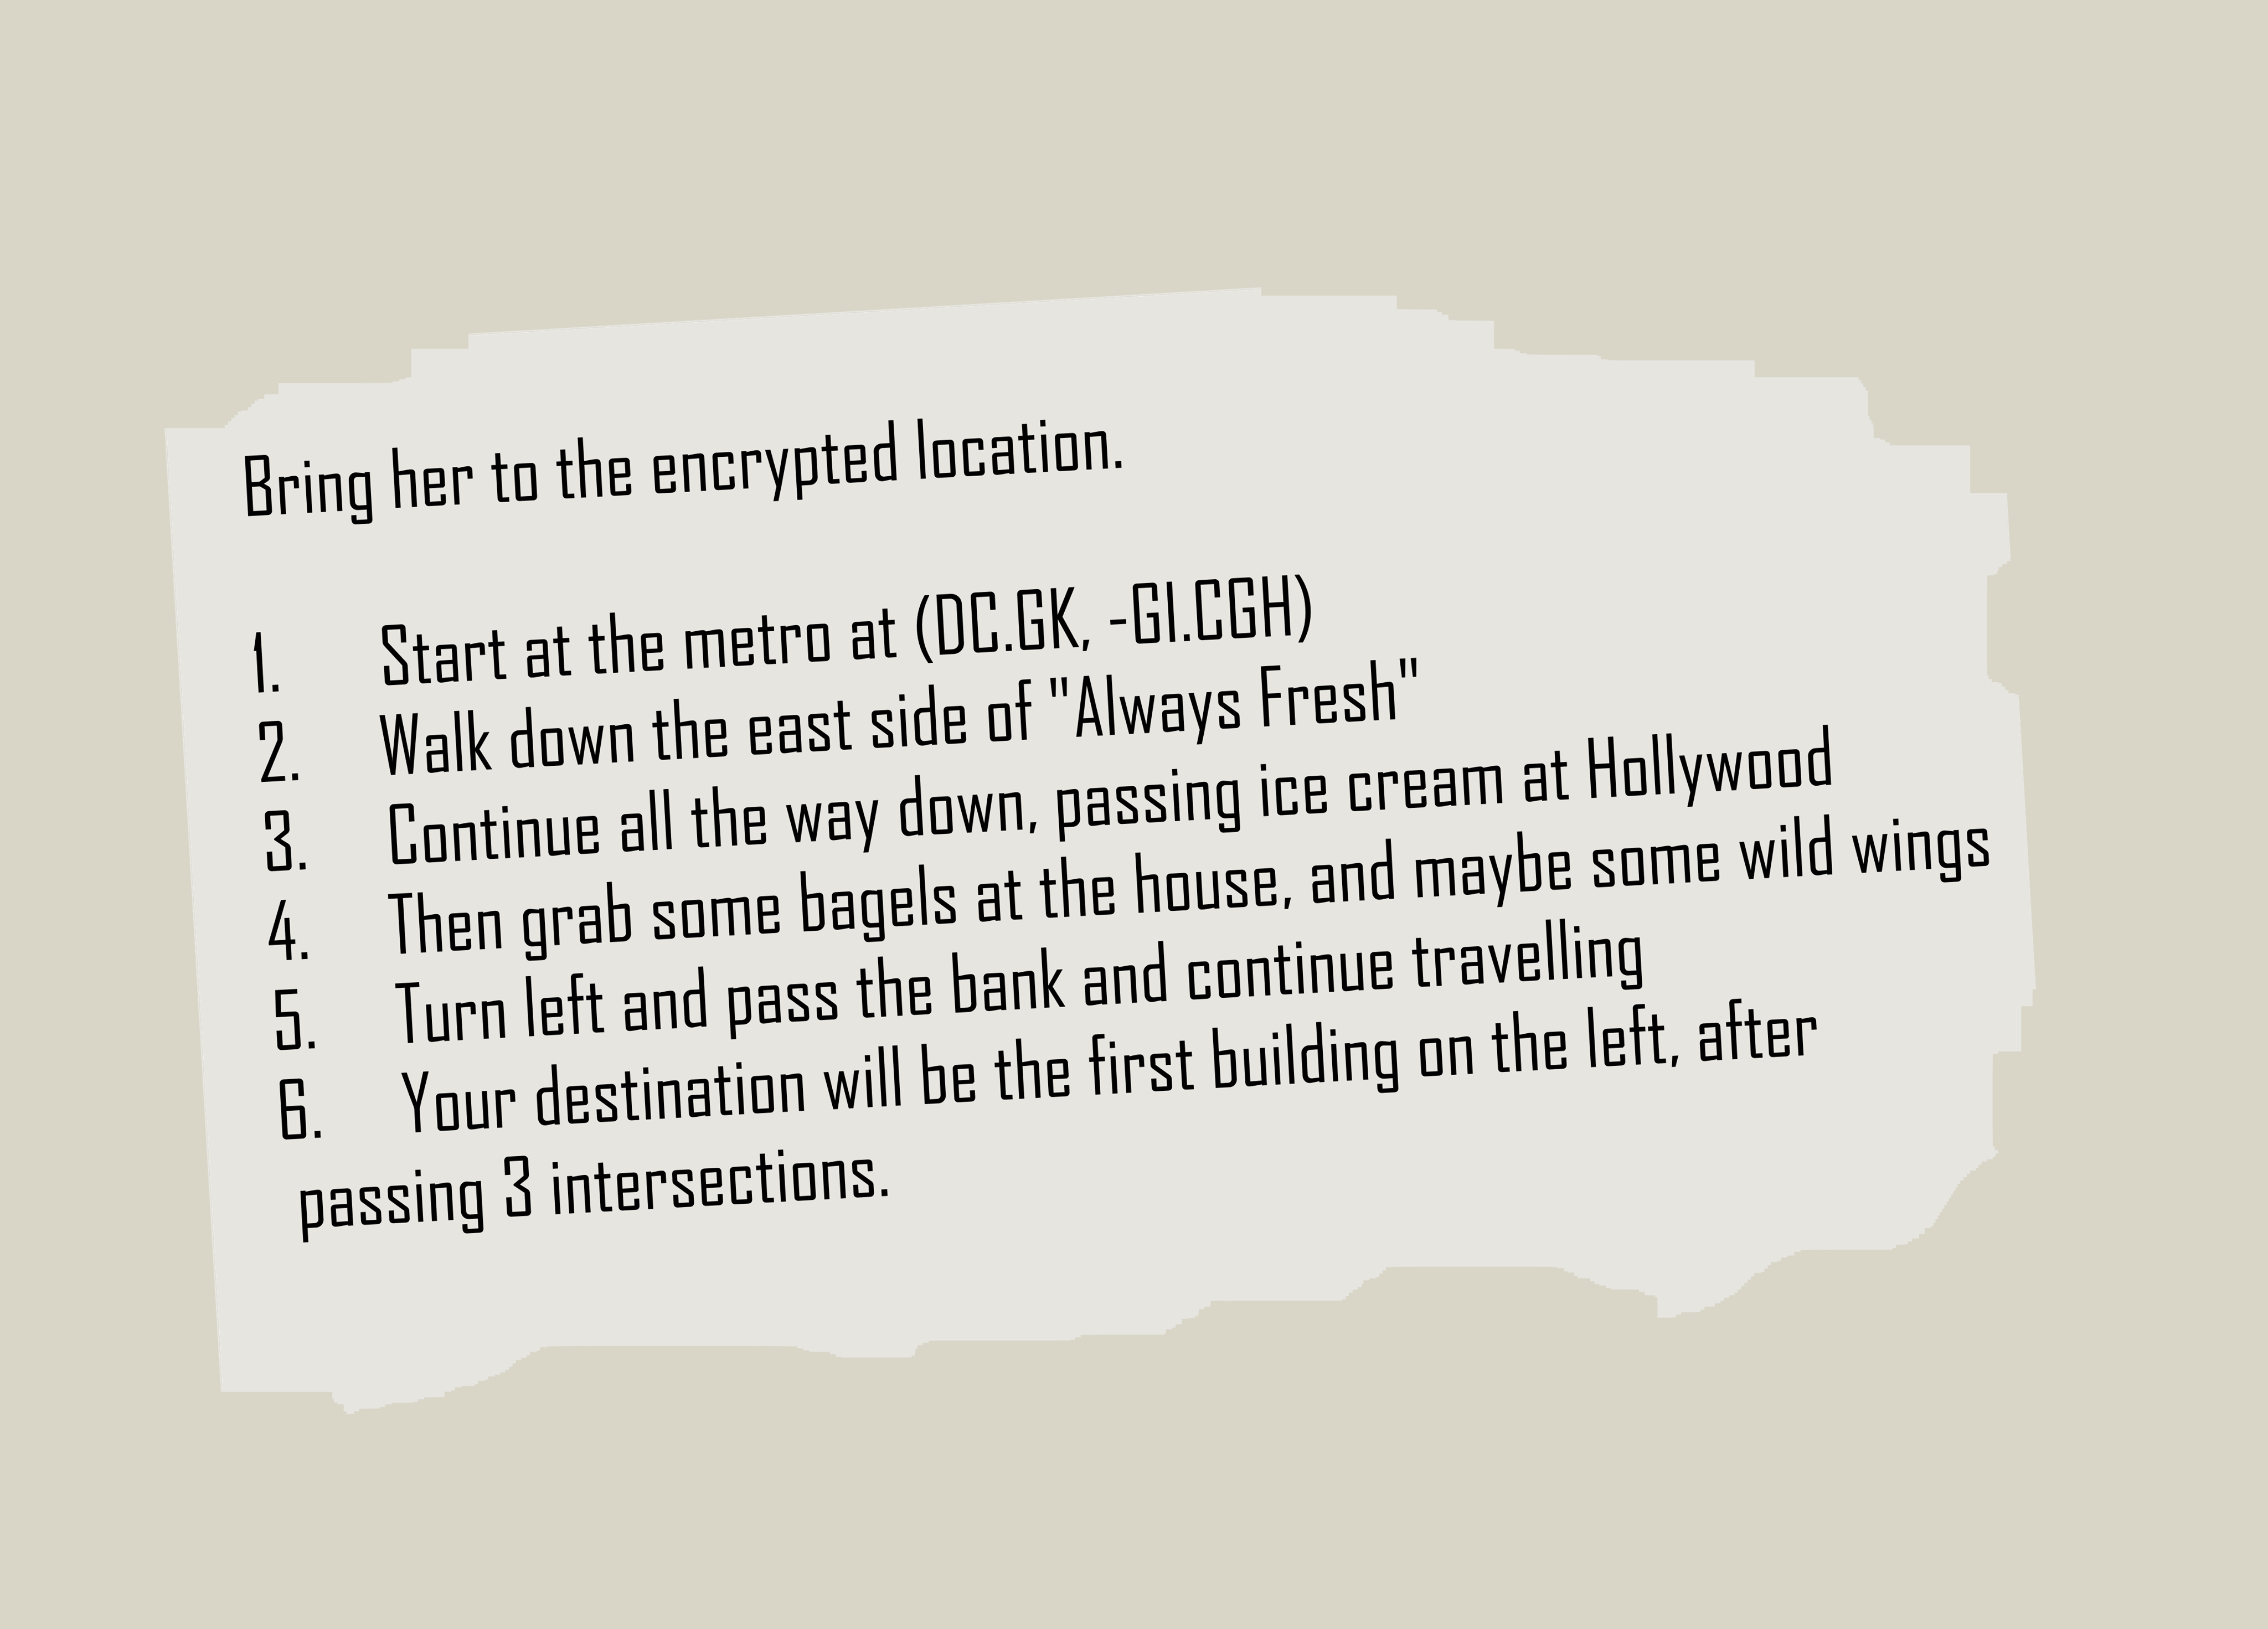 Bring her to the encrypted location.
1. Start at the metro at (DC.GK, -GI.CGH)
2. Walk down the east side of "Always Fresh"
3. Continue all the way down, passing ice cream at Hollywood
4. Then grab some bagels at the house, and maybe some wild wings
5. Turn left and pass the bank and continue travelling
6. Your destination will be the first building on the left, after
passing 3 intersections.